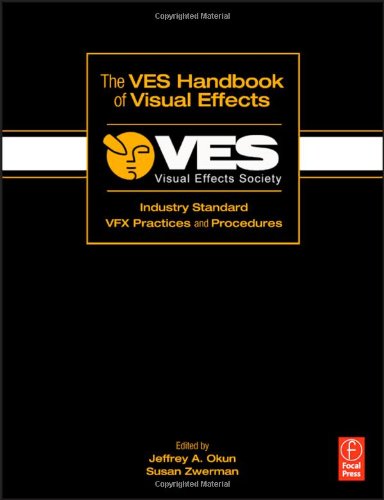 The VES Handbook
of Visual Effects
VES
Visual Effects Society
Industry Standard
VFX Practices and Procedures
Edited by
Jeffrey A. Okun
Susan Zwerman
f
Focal
Press